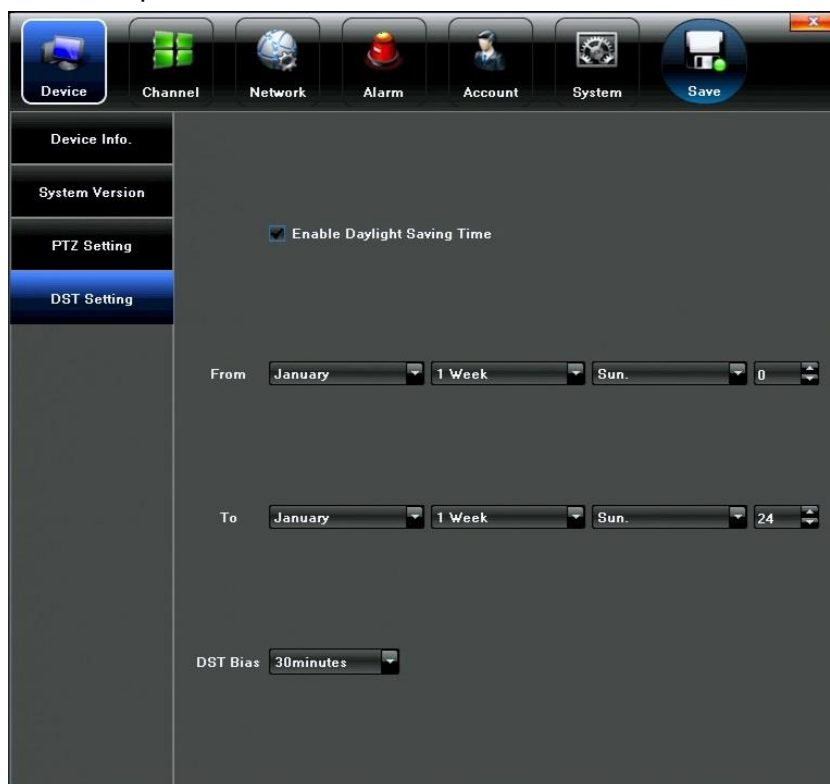 Device Channel Network Alarm Account System Save
Device Info.
System Version
PTZ Setting
DST Setting
Enable Daylight Saving Time
From January 1 Week Sun. 0
To January 1 Week Sun. 24
DST Bias 30minutes